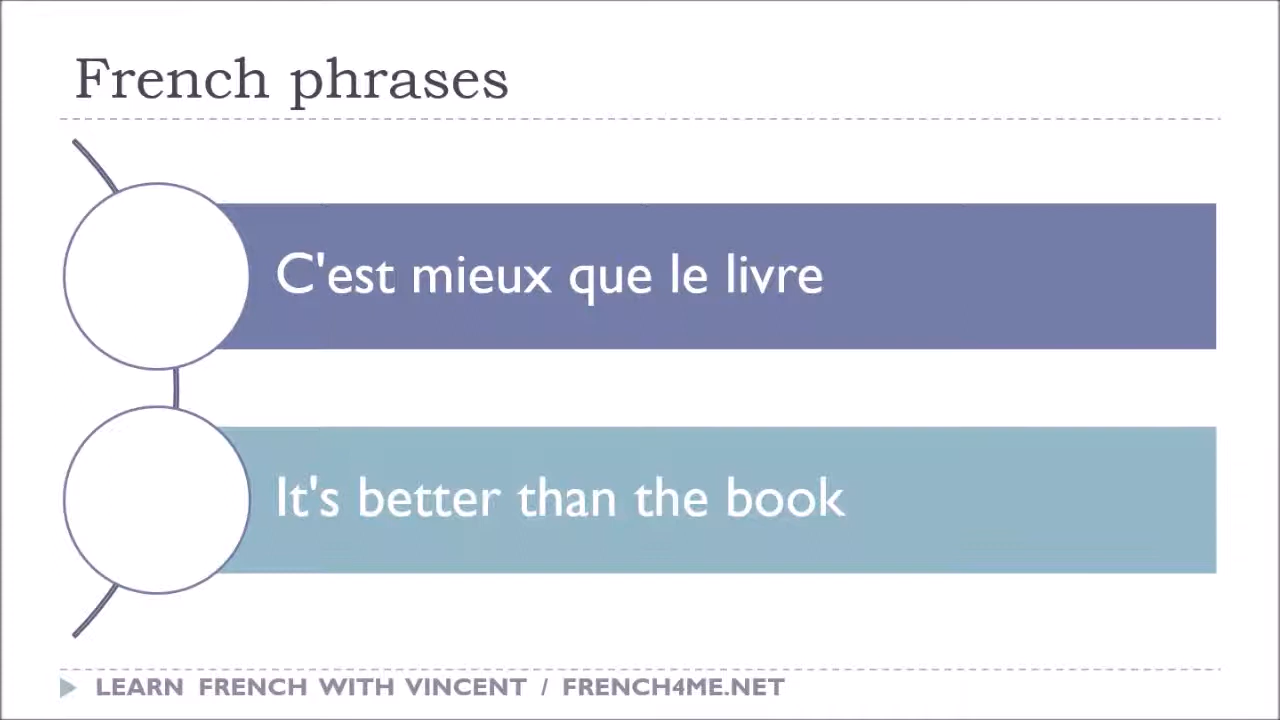 French phrases
C'est mieux que le livre
It's better than the book
LEARN FRENCH WITH VINCENT / FRENCH4ME.NET